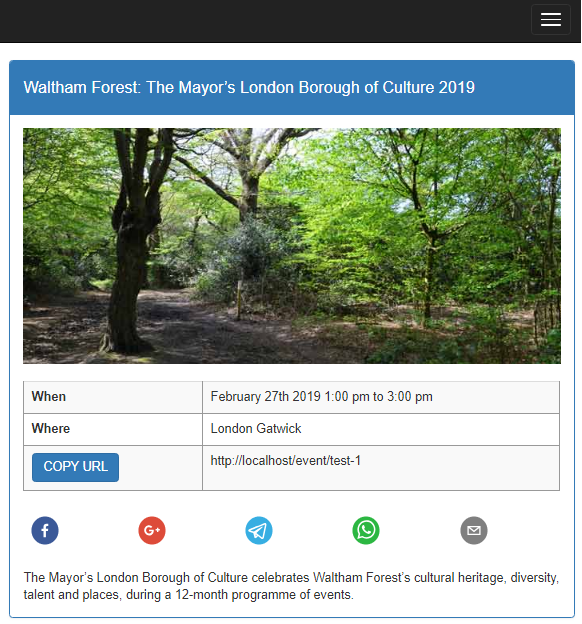 Waltham Forest: The Mayor’s London Borough of Culture 2019
When February 27th 2019 1:00 pm to 3:00 pm
Where London Gatwick
COPY URL http://localhost/event/test-1
f G+
The Mayor’s London Borough of Culture celebrates Waltham Forest’s cultural heritage, diversity,
talent and places, during a 12-month programme of events.